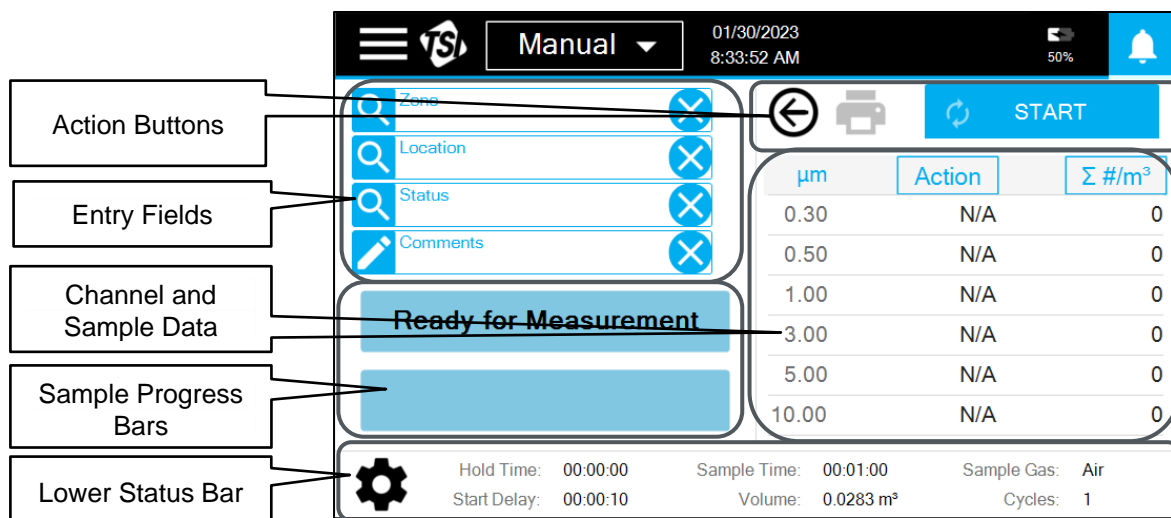 TSI
Manual
01/30/2023
8:33:52 AM
50%
Action Buttons
Entry Fields
Channel and
Sample Data
Sample Progress
Bars
Lower Status Bar
Zone
Location
Status
Comments
Ready for Measurement
START
µm Action Σ #/m³
0.30 N/A 0
0.50 N/A 0
1.00 N/A 0
3.00 N/A 0
5.00 N/A 0
10.00 N/A 0
Hold Time: 00:00:00 Sample Time: 00:01:00 Sample Gas: Air
Start Delay: 00:00:10 Volume: 0.0283 m³ Cycles: 1